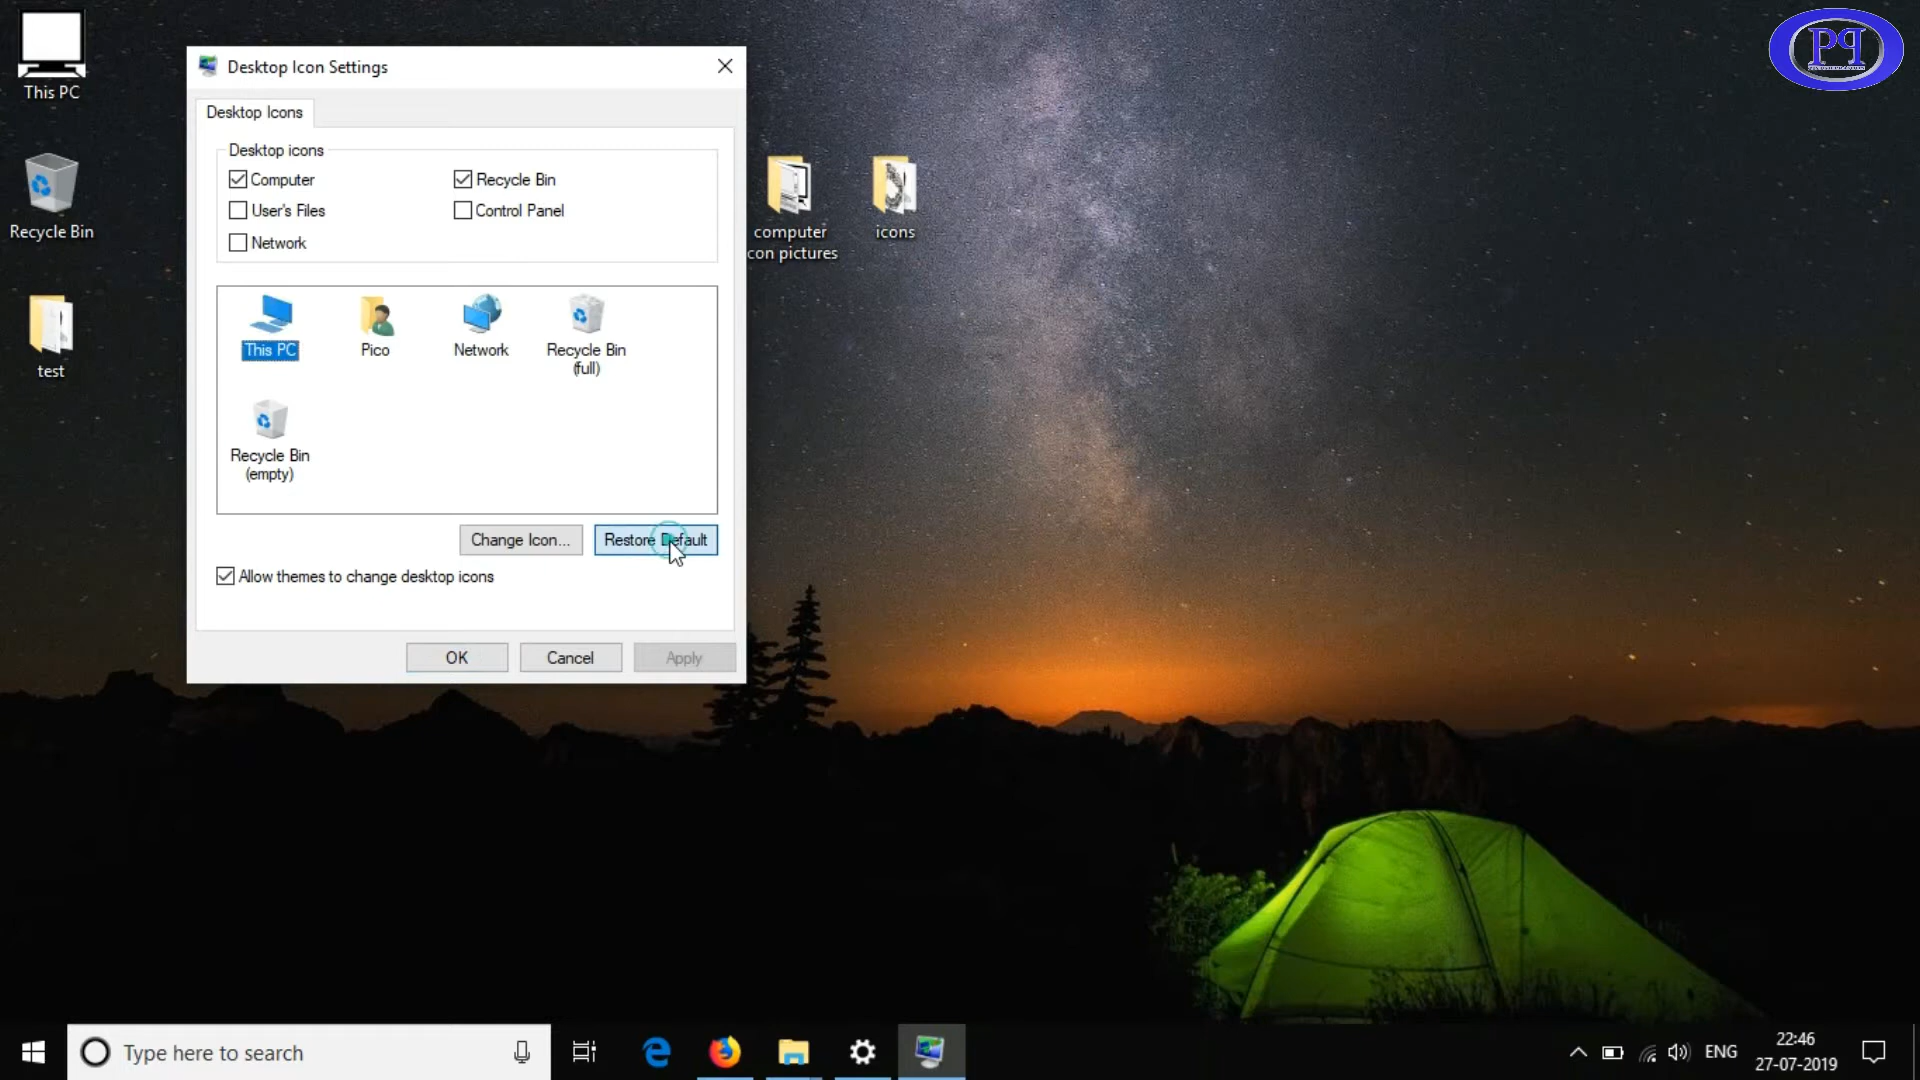 This PC
Recycle Bin
test
Desktop Icon Settings
Desktop Icons
Desktop icons
Computer
Recycle Bin
User's Files
Control Panel
Network
This PC
Pico
Network
Recycle Bin
(full)
Recycle Bin
(empty)
Change Icon...
Restore Default
Allow themes to change desktop icons
OK
Cancel
Apply
computer
con pictures
icons
Type here to search
ENG
22:46
27-07-2019